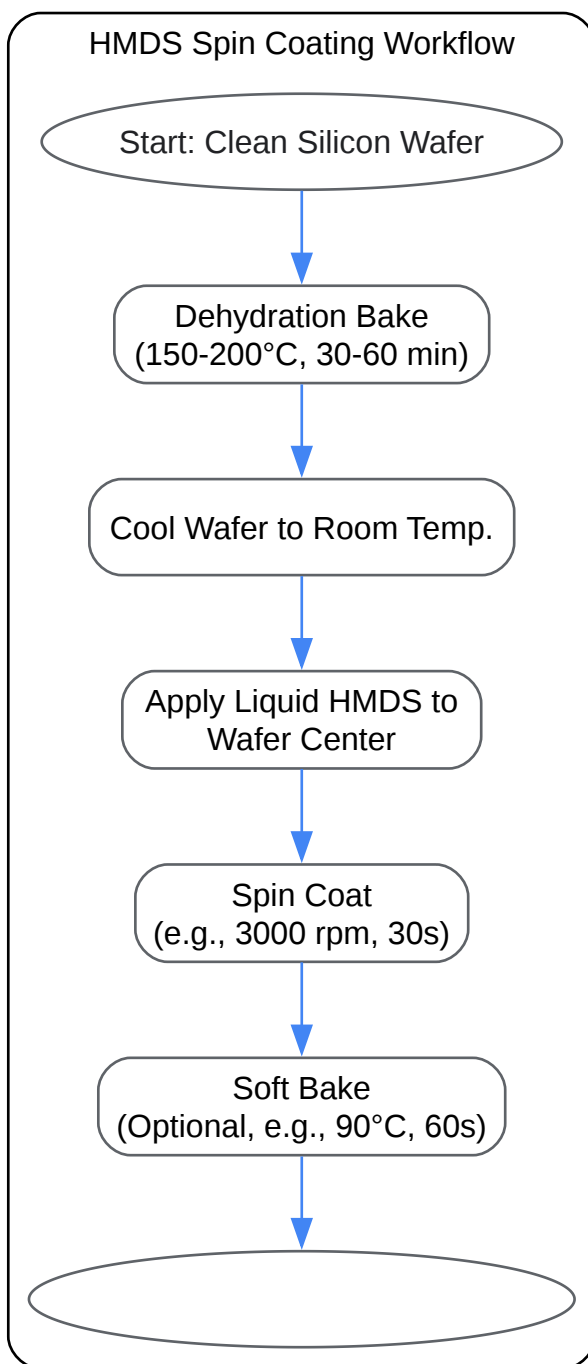 HMDS Spin Coating Workflow
Start: Clean Silicon Wafer
Dehydration Bake
(150-200°C, 30-60 min)
Cool Wafer to Room Temp.
Apply Liquid HMDS to
Wafer Center
Spin Coat
(e.g., 3000 rpm, 30s)
Soft Bake
(Optional, e.g., 90°C, 60s)